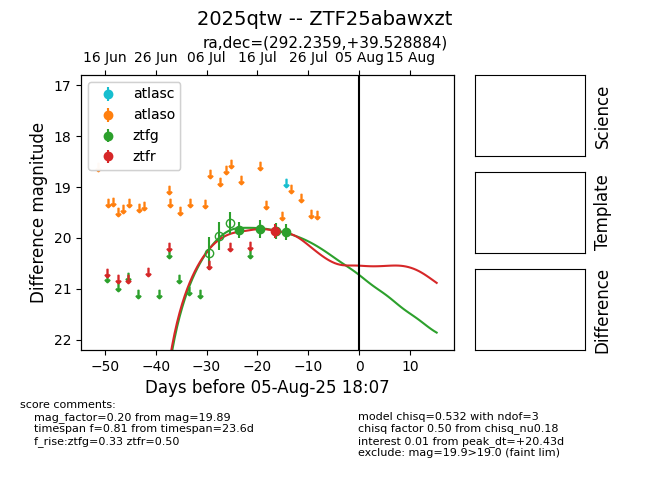 2025qtw -- ZTF25abawxzt
ra,dec=(292.2359,+39.528884)
16 Jun 26 Jun 06 Jul 16 Jul 26 Jul 05 Aug 15 Aug
17
18
19
20
21
22
Difference magnitude
atlasc
atlaso
ztfg
ztfr
−50 −40 −30 −20 −10 0 10
Days before 05-Aug-25 18:07
Science
Template
Difference
score comments:
mag_factor=0.20 from mag=19.89
timespan f=0.81 from timespan=23.6d
f_rise:ztfg=0.33 ztfr=0.50
model chisq=0.532 with ndof=3
chisq factor 0.50 from chisq_nu0.18
interest 0.01 from peak_dt=+20.43d
exclude: mag=19.9>19.0 (faint lim)